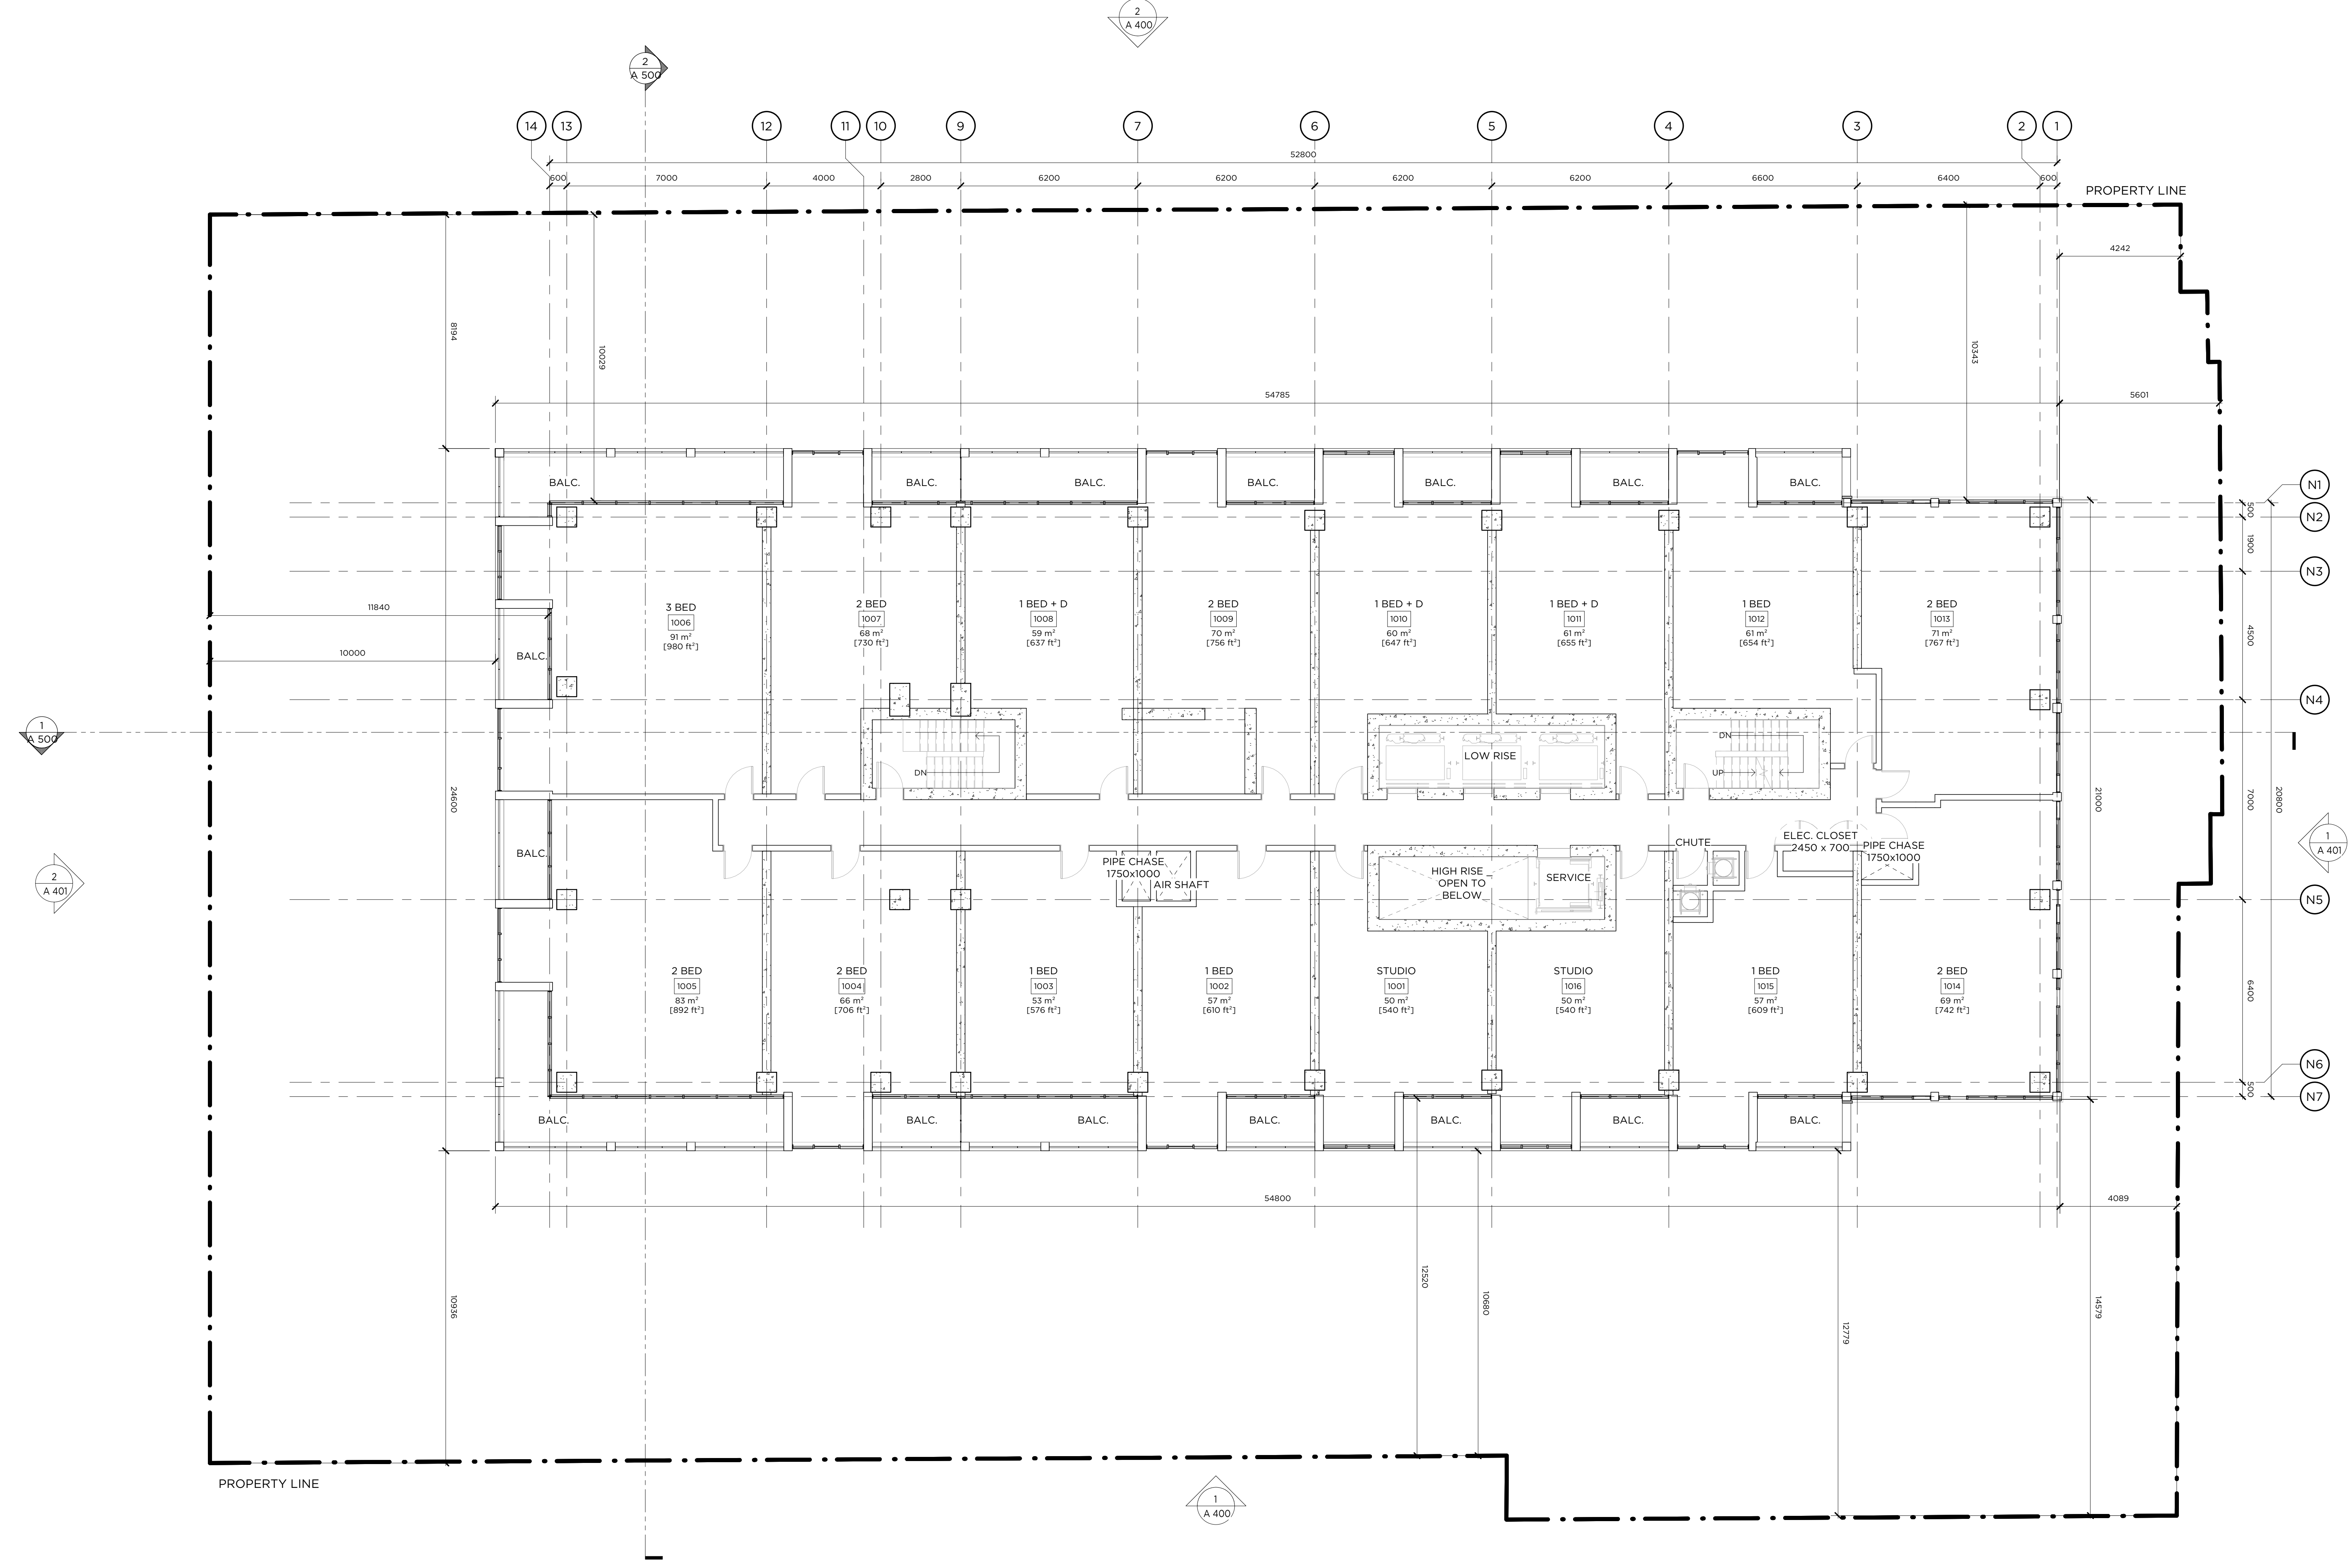 2
A 400
2
A 500
14
13
12
11
10
9
7
6
5
4
3
2
1
52800
600
7000
4000
2800
6200
6200
6200
6200
6600
6400
600
PROPERTY LINE
4242
8194
10029
10343
54785
5601
BALC.
BALC.
BALC.
BALC.
BALC.
BALC.
BALC.
N1
500
N2
1900
N3
11840
3 BED
1006
91 m²
[980 ft²]
2 BED
1007
68 m²
[730 ft²]
1 BED + D
1008
59 m²
[637 ft²]
2 BED
1009
70 m²
[756 ft²]
1 BED + D
1010
60 m²
[647 ft²]
1 BED + D
1011
61 m²
[655 ft²]
1 BED
1012
61 m²
[654 ft²]
2 BED
1013
71 m²
[767 ft²]
4500
10000
BALC.
N4
1
A 500
DN
LOW RISE
DN
UP
24600
21000
7000
20800
BALC.
PIPE CHASE
1750x1000
AIR SHAFT
HIGH RISE
OPEN TO
BELOW
SERVICE
CHUTE
ELEC. CLOSET
2450 x 700
PIPE CHASE
1750x1000
1
A 401
2
A 401
N5
2 BED
1005
83 m²
[892 ft²]
2 BED
1004
66 m²
[706 ft²]
1 BED
1003
53 m²
[576 ft²]
1 BED
1002
57 m²
[610 ft²]
STUDIO
1001
50 m²
[540 ft²]
STUDIO
1016
50 m²
[540 ft²]
1 BED
1015
57 m²
[609 ft²]
2 BED
1014
69 m²
[742 ft²]
6400
N6
500
N7
BALC.
BALC.
BALC.
BALC.
BALC.
BALC.
BALC.
54800
4089
10936
12520
10680
12779
14579
PROPERTY LINE
1
A 400